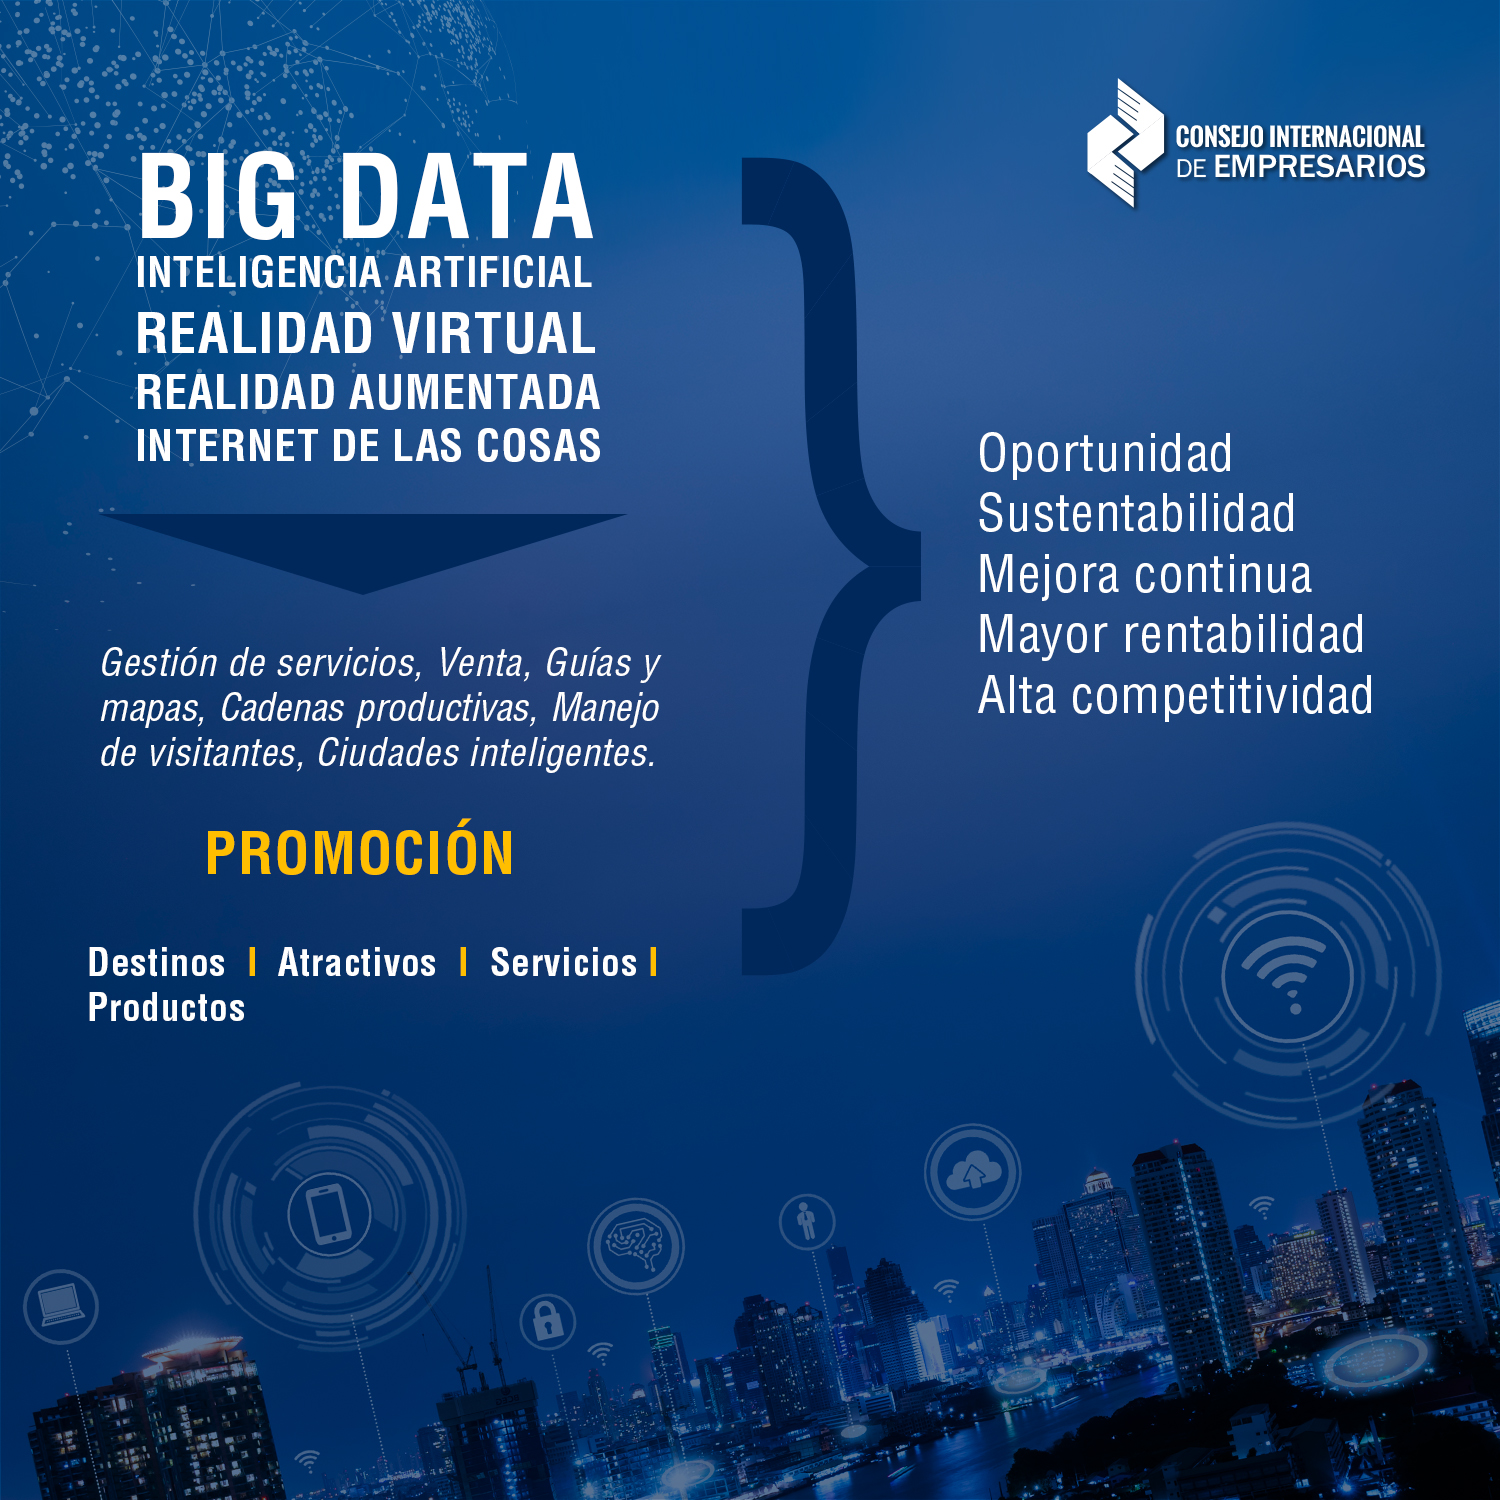 CONSEJO INTERNACIONAL
DE EMPRESARIOS
BIG DATA
INTELIGENCIA ARTIFICIAL
REALIDAD VIRTUAL
REALIDAD AUMENTADA
INTERNET DE LAS COSAS
Gestión de servicios, Venta, Guías y
mapas, Cadenas productivas, Manejo
de visitantes, Ciudades inteligentes.
PROMOCIÓN
Destinos | Atractivos | Servicios |
Productos
Oportunidad
Sustentabilidad
Mejora continua
Mayor rentabilidad
Alta competitividad